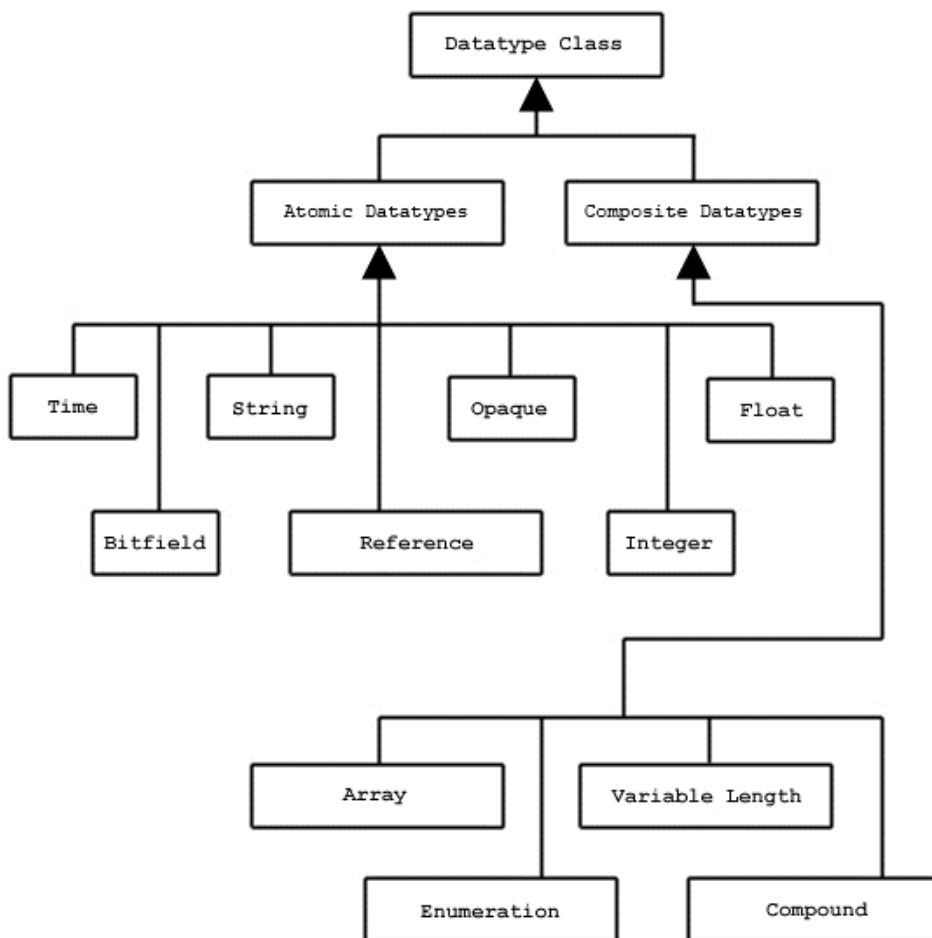 Datatype Class
Atomic Datatypes
Composite Datatypes
Time
String
Opaque
Float
Bitfield
Reference
Integer
Array
Variable Length
Enumeration
Compound